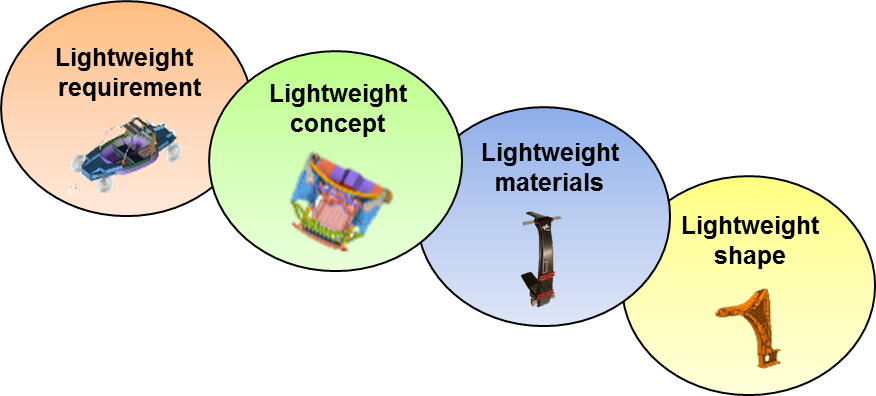 Lightweight
requirement
Lightweight
concept
Lightweight
materials
Lightweight
shape